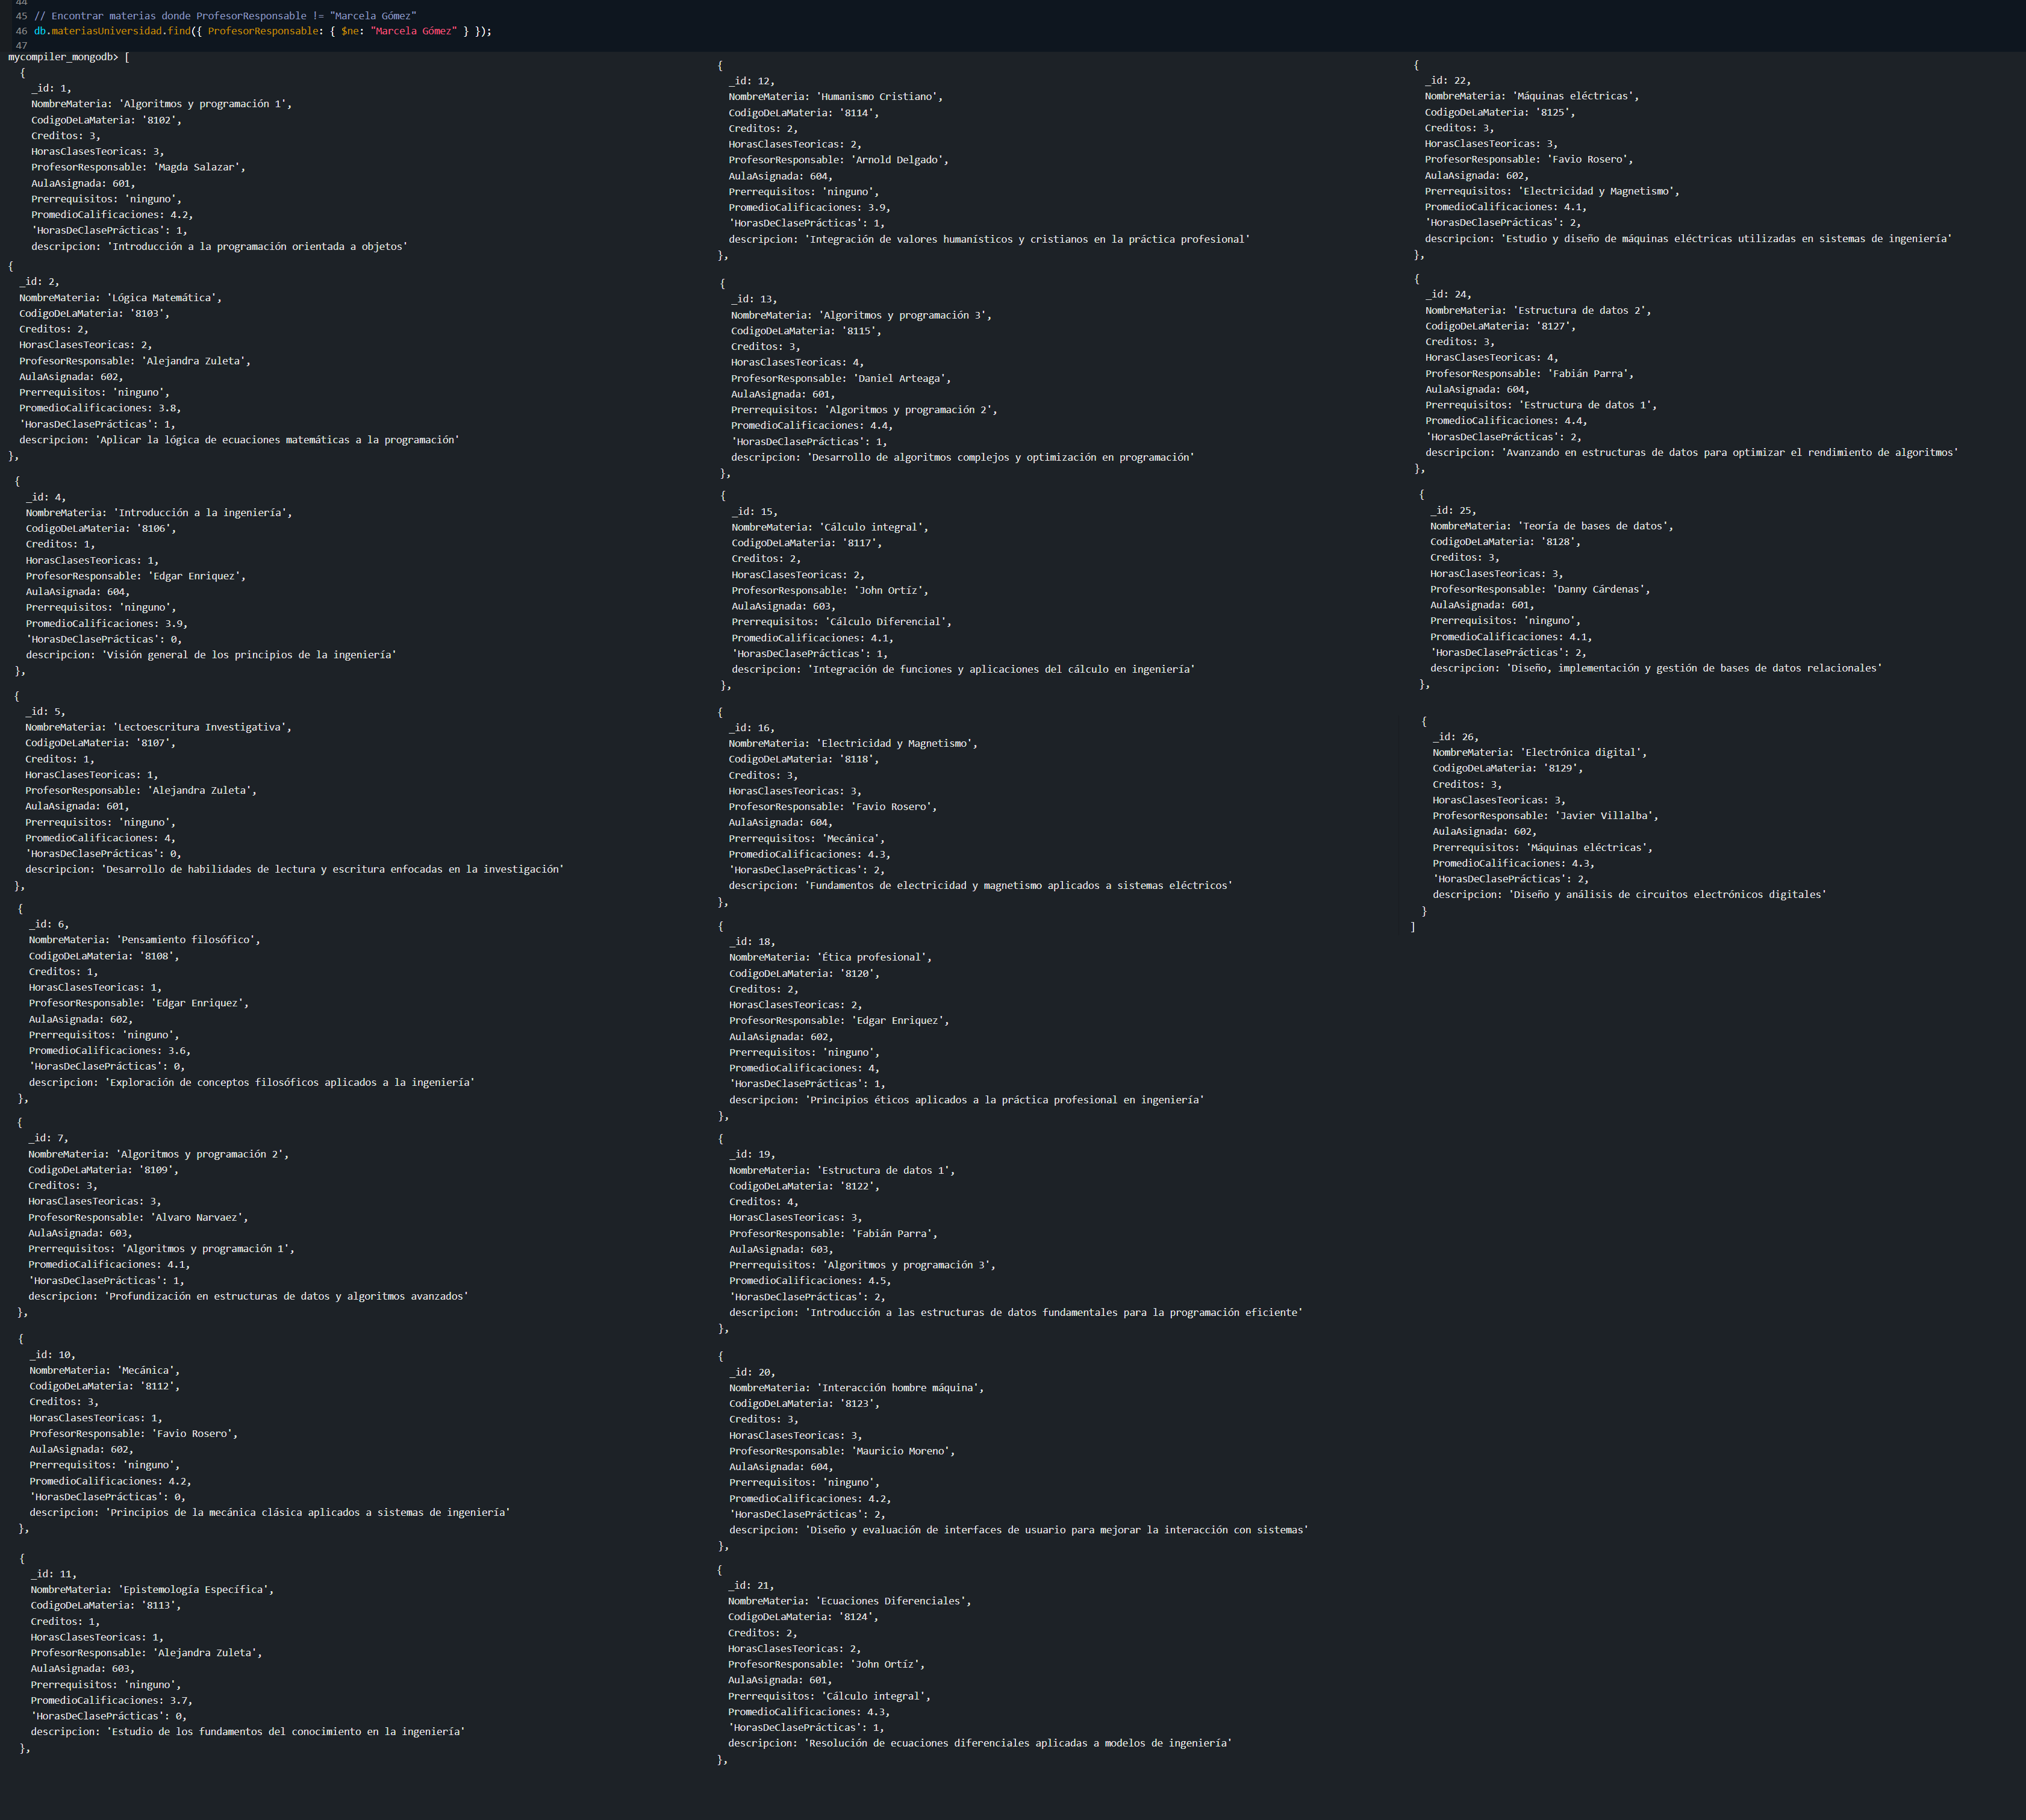 44
45 // Encontrar materias donde ProfesorResponsable != "Marcela Gómez"
46 db.materiasUniversidad.find({ ProfesorResponsable: { $ne: "Marcela Gómez" } });
47
mycompiler_mongodb> [
{
_id: 1,
NombreMateria: 'Algoritmos y programación 1',
CodigoDeLaMateria: '8102',
Creditos: 3,
HorasClasesTeoricas: 3,
ProfesorResponsable: 'Magda Salazar',
AulaAsignada: 601,
Prerrequisitos: 'ninguno',
PromedioCalificaciones: 4.2,
'HorasDeClasePrácticas': 1,
descripcion: 'Introducción a la programación orientada a objetos'
{
_id: 2,
NombreMateria: 'Lógica Matemática',
CodigoDeLaMateria: '8103',
Creditos: 2,
HorasClasesTeoricas: 2,
ProfesorResponsable: 'Alejandra Zuleta',
AulaAsignada: 602,
Prerrequisitos: 'ninguno',
PromedioCalificaciones: 3.8,
'HorasDeClasePrácticas': 1,
descripcion: 'Aplicar la lógica de ecuaciones matemáticas a la programación'
},
{
_id: 4,
NombreMateria: 'Introducción a la ingeniería',
CodigoDeLaMateria: '8106',
Creditos: 1,
HorasClasesTeoricas: 1,
ProfesorResponsable: 'Edgar Enriquez',
AulaAsignada: 604,
Prerrequisitos: 'ninguno',
PromedioCalificaciones: 3.9,
'HorasDeClasePrácticas': 0,
descripcion: 'Visión general de los principios de la ingeniería'
},
{
_id: 5,
NombreMateria: 'Lectoescritura Investigativa',
CodigoDeLaMateria: '8107',
Creditos: 1,
HorasClasesTeoricas: 1,
ProfesorResponsable: 'Alejandra Zuleta',
AulaAsignada: 601,
Prerrequisitos: 'ninguno',
PromedioCalificaciones: 4,
'HorasDeClasePrácticas': 0,
descripcion: 'Desarrollo de habilidades de lectura y escritura enfocadas en la investigación'
},
{
_id: 6,
NombreMateria: 'Pensamiento filosófico',
CodigoDeLaMateria: '8108',
Creditos: 1,
HorasClasesTeoricas: 1,
ProfesorResponsable: 'Edgar Enriquez',
AulaAsignada: 602,
Prerrequisitos: 'ninguno',
PromedioCalificaciones: 3.6,
'HorasDeClasePrácticas': 0,
descripcion: 'Exploración de conceptos filosóficos aplicados a la ingeniería'
},
{
_id: 7,
NombreMateria: 'Algoritmos y programación 2',
CodigoDeLaMateria: '8109',
Creditos: 3,
HorasClasesTeoricas: 3,
ProfesorResponsable: 'Alvaro Narvaez',
AulaAsignada: 603,
Prerrequisitos: 'Algoritmos y programación 1',
PromedioCalificaciones: 4.1,
'HorasDeClasePrácticas': 1,
descripcion: 'Profundización en estructuras de datos y algoritmos avanzados'
},
{
_id: 10,
NombreMateria: 'Mecánica',
CodigoDeLaMateria: '8112',
Creditos: 3,
HorasClasesTeoricas: 1,
ProfesorResponsable: 'Favio Rosero',
AulaAsignada: 602,
Prerrequisitos: 'ninguno',
PromedioCalificaciones: 4.2,
'HorasDeClasePrácticas': 0,
descripcion: 'Principios de la mecánica clásica aplicados a sistemas de ingeniería'
},
{
_id: 11,
NombreMateria: 'Epistemología Específica',
CodigoDeLaMateria: '8113',
Creditos: 1,
HorasClasesTeoricas: 1,
ProfesorResponsable: 'Alejandra Zuleta',
AulaAsignada: 603,
Prerrequisitos: 'ninguno',
PromedioCalificaciones: 3.7,
'HorasDeClasePrácticas': 0,
descripcion: 'Estudio de los fundamentos del conocimiento en la ingeniería'
},
{
_id: 12,
NombreMateria: 'Humanismo Cristiano',
CodigoDeLaMateria: '8114',
Creditos: 2,
HorasClasesTeoricas: 2,
ProfesorResponsable: 'Arnold Delgado',
AulaAsignada: 604,
Prerrequisitos: 'ninguno',
PromedioCalificaciones: 3.9,
'HorasDeClasePrácticas': 1,
descripcion: 'Integración de valores humanísticos y cristianos en la práctica profesional'
},
{
_id: 13,
NombreMateria: 'Algoritmos y programación 3',
CodigoDeLaMateria: '8115',
Creditos: 3,
HorasClasesTeoricas: 4,
ProfesorResponsable: 'Daniel Arteaga',
AulaAsignada: 601,
Prerrequisitos: 'Algoritmos y programación 2',
PromedioCalificaciones: 4.4,
'HorasDeClasePrácticas': 1,
descripcion: 'Desarrollo de algoritmos complejos y optimización en programación'
},
{
_id: 15,
NombreMateria: 'Cálculo integral',
CodigoDeLaMateria: '8117',
Creditos: 2,
HorasClasesTeoricas: 2,
ProfesorResponsable: 'John Ortíz',
AulaAsignada: 603,
Prerrequisitos: 'Cálculo Diferencial',
PromedioCalificaciones: 4.1,
'HorasDeClasePrácticas': 1,
descripcion: 'Integración de funciones y aplicaciones del cálculo en ingeniería'
},
{
_id: 16,
NombreMateria: 'Electricidad y Magnetismo',
CodigoDeLaMateria: '8118',
Creditos: 3,
HorasClasesTeoricas: 3,
ProfesorResponsable: 'Favio Rosero',
AulaAsignada: 604,
Prerrequisitos: 'Mecánica',
PromedioCalificaciones: 4.3,
'HorasDeClasePrácticas': 2,
descripcion: 'Fundamentos de electricidad y magnetismo aplicados a sistemas eléctricos'
},
{
_id: 18,
NombreMateria: 'Ética profesional',
CodigoDeLaMateria: '8120',
Creditos: 2,
HorasClasesTeoricas: 2,
ProfesorResponsable: 'Edgar Enriquez',
AulaAsignada: 602,
Prerrequisitos: 'ninguno',
PromedioCalificaciones: 4,
'HorasDeClasePrácticas': 1,
descripcion: 'Principios éticos aplicados a la práctica profesional en ingeniería'
},
{
_id: 19,
NombreMateria: 'Estructura de datos 1',
CodigoDeLaMateria: '8122',
Creditos: 4,
HorasClasesTeoricas: 3,
ProfesorResponsable: 'Fabián Parra',
AulaAsignada: 603,
Prerrequisitos: 'Algoritmos y programación 3',
PromedioCalificaciones: 4.5,
'HorasDeClasePrácticas': 2,
descripcion: 'Introducción a las estructuras de datos fundamentales para la programación eficiente'
},
{
_id: 20,
NombreMateria: 'Interacción hombre máquina',
CodigoDeLaMateria: '8123',
Creditos: 3,
HorasClasesTeoricas: 3,
ProfesorResponsable: 'Mauricio Moreno',
AulaAsignada: 604,
Prerrequisitos: 'ninguno',
PromedioCalificaciones: 4.2,
'HorasDeClasePrácticas': 2,
descripcion: 'Diseño y evaluación de interfaces de usuario para mejorar la interacción con sistemas'
},
{
_id: 21,
NombreMateria: 'Ecuaciones Diferenciales',
CodigoDeLaMateria: '8124',
Creditos: 2,
HorasClasesTeoricas: 2,
ProfesorResponsable: 'John Ortíz',
AulaAsignada: 601,
Prerrequisitos: 'Cálculo integral',
PromedioCalificaciones: 4.3,
'HorasDeClasePrácticas': 1,
descripcion: 'Resolución de ecuaciones diferenciales aplicadas a modelos de ingeniería'
},
{
_id: 22,
NombreMateria: 'Máquinas eléctricas',
CodigoDeLaMateria: '8125',
Creditos: 3,
HorasClasesTeoricas: 3,
ProfesorResponsable: 'Favio Rosero',
AulaAsignada: 602,
Prerrequisitos: 'Electricidad y Magnetismo',
PromedioCalificaciones: 4.1,
'HorasDeClasePrácticas': 2,
descripcion: 'Estudio y diseño de máquinas eléctricas utilizadas en sistemas de ingeniería'
},
{
_id: 24,
NombreMateria: 'Estructura de datos 2',
CodigoDeLaMateria: '8127',
Creditos: 3,
HorasClasesTeoricas: 4,
ProfesorResponsable: 'Fabián Parra',
AulaAsignada: 604,
Prerrequisitos: 'Estructura de datos 1',
PromedioCalificaciones: 4.4,
'HorasDeClasePrácticas': 2,
descripcion: 'Avanzando en estructuras de datos para optimizar el rendimiento de algoritmos'
},
{
_id: 25,
NombreMateria: 'Teoría de bases de datos',
CodigoDeLaMateria: '8128',
Creditos: 3,
HorasClasesTeoricas: 3,
ProfesorResponsable: 'Danny Cárdenas',
AulaAsignada: 601,
Prerrequisitos: 'ninguno',
PromedioCalificaciones: 4.1,
'HorasDeClasePrácticas': 2,
descripcion: 'Diseño, implementación y gestión de bases de datos relacionales'
},
{
_id: 26,
NombreMateria: 'Electrónica digital',
CodigoDeLaMateria: '8129',
Creditos: 3,
HorasClasesTeoricas: 3,
ProfesorResponsable: 'Javier Villalba',
AulaAsignada: 602,
Prerrequisitos: 'Máquinas eléctricas',
PromedioCalificaciones: 4.3,
'HorasDeClasePrácticas': 2,
descripcion: 'Diseño y análisis de circuitos electrónicos digitales'
}
]